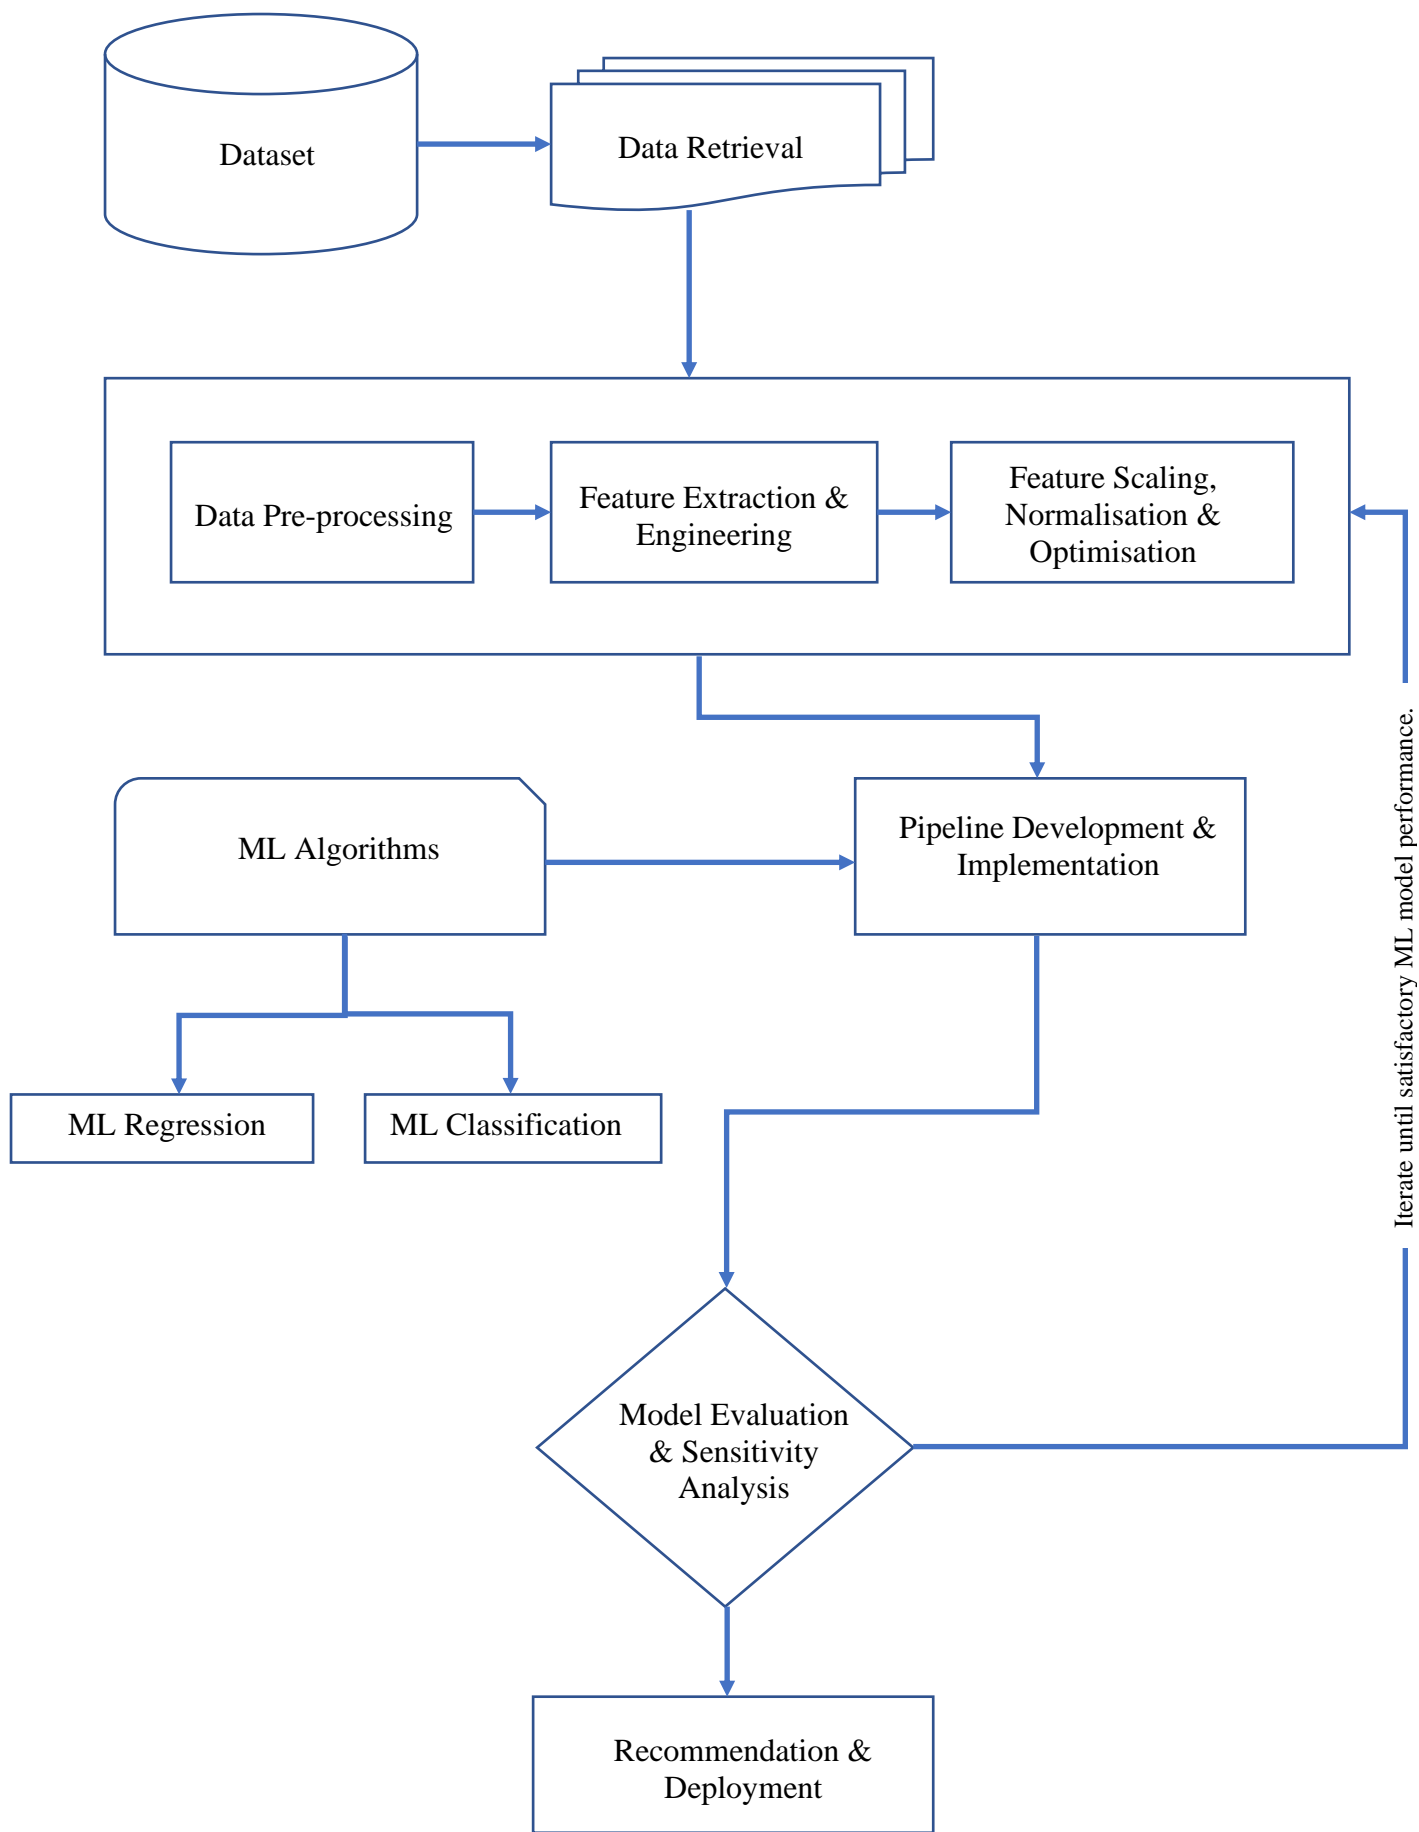 Dataset
Data Retrieval
Data Pre-processing
Feature Extraction &
Engineering
Feature Scaling,
Normalisation &
Optimisation
ML Algorithms
Pipeline Development &
Implementation
ML Regression
ML Classification
Iterate until satisfactory ML model performance.
Model Evaluation
& Sensitivity
Analysis
Recommendation &
Deployment